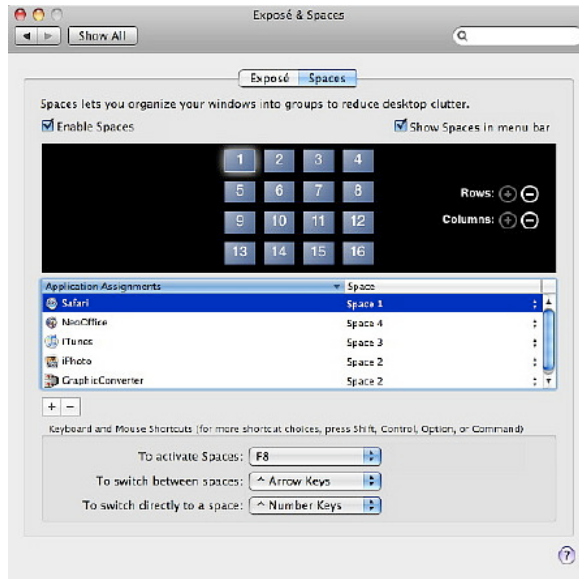 Exposé & Spaces
Show All
Exposé Spaces
Spaces lets you organize your windows into groups to reduce desktop clutter.
Enable Spaces Show Spaces in menu bar
1 2 3 4
5 6 7 8 Rows:
9 10 11 12 Columns:
13 14 15 16
Application Assignments Space
Safari Space 1
NeoOffice Space 4
iTunes Space 3
iPhoto Space 2
GraphicConverter Space 2
+ −
Keyboard and Mouse Shortcuts (for more shortcut choices, press Shift, Control, Option, or Command)
To activate Spaces: F8
To switch between spaces: ^ Arrow Keys
To switch directly to a space: ^ Number Keys
?